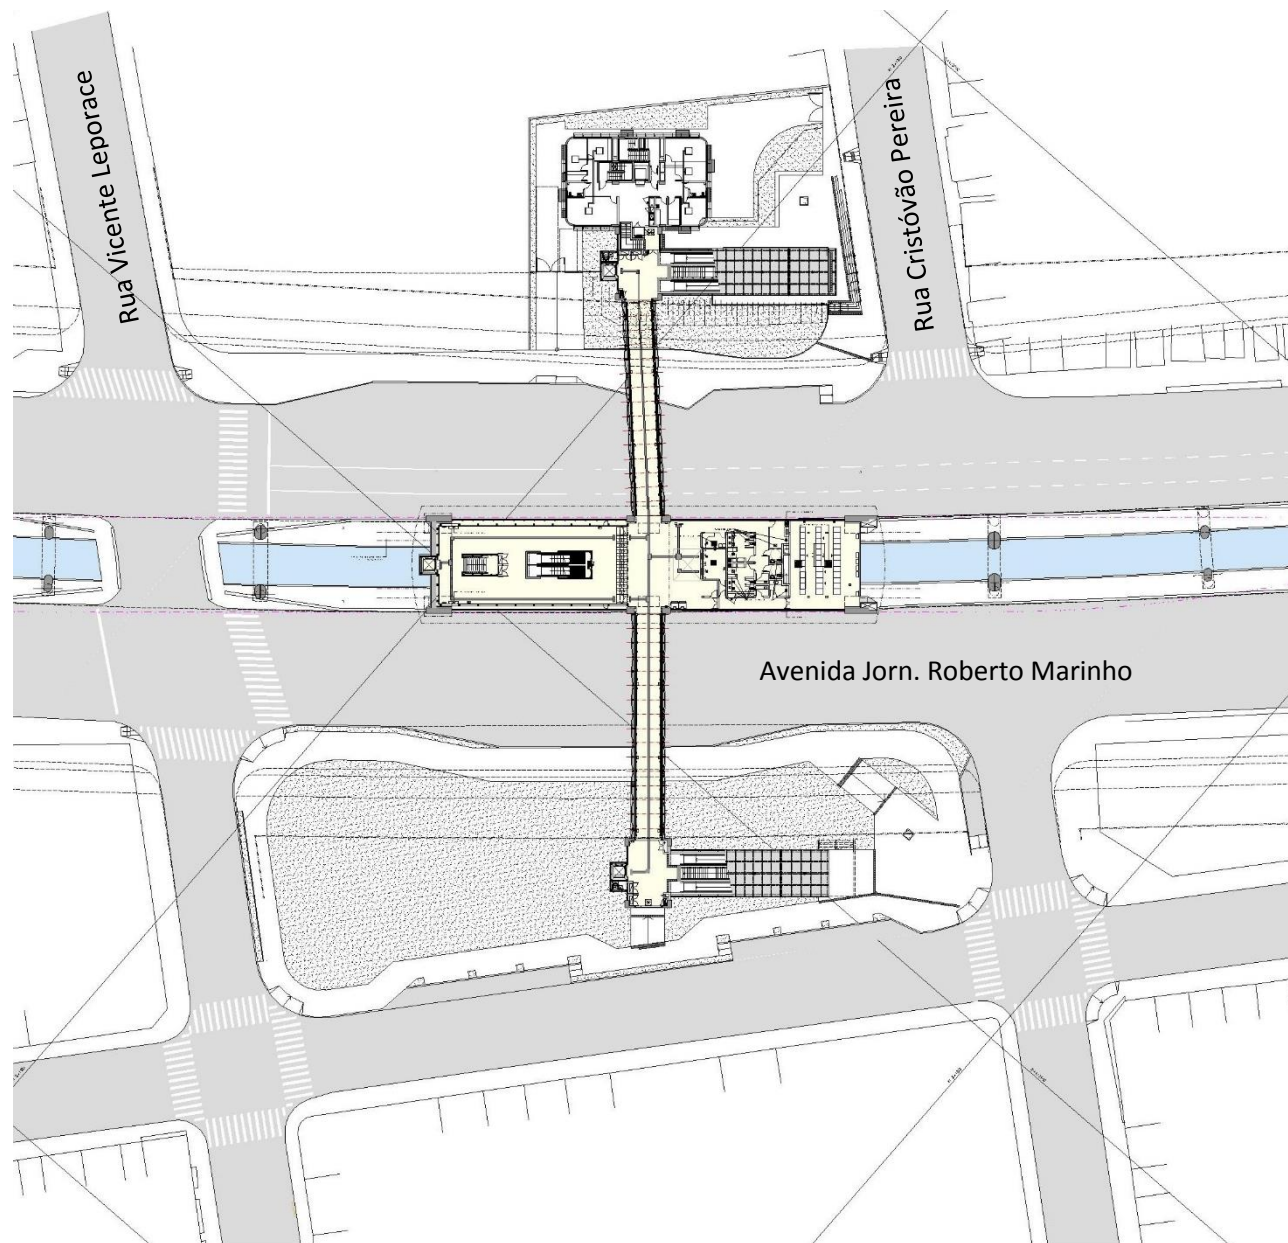 Rua Vicente Leporace
Rua Cristóvão Pereira
Avenida Jorn. Roberto Marinho